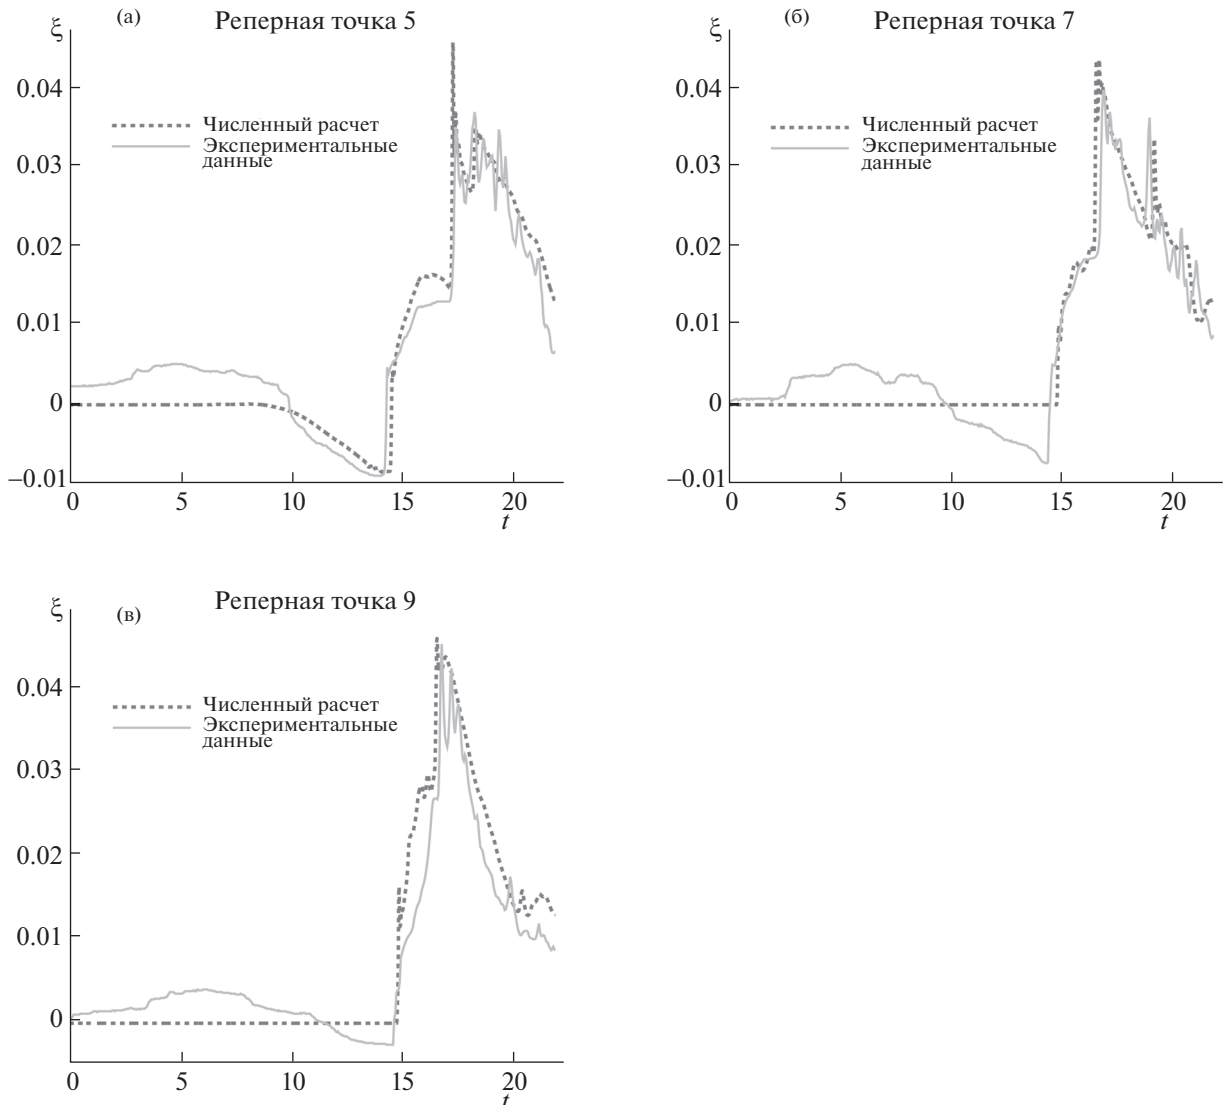 (а)
Реперная точка 5
ξ
0.04
0.03
0.02
0.01
0
−0.01
Численный расчет
Экспериментальные
данные
0 5 10 15 20
t
(б)
Реперная точка 7
ξ
0.04
0.03
0.02
0.01
0
−0.01
Численный расчет
Экспериментальные
данные
0 5 10 15 20
t
(в)
Реперная точка 9
ξ
0.04
0.03
0.02
0.01
0
Численный расчет
Экспериментальные
данные
0 5 10 15 20
t